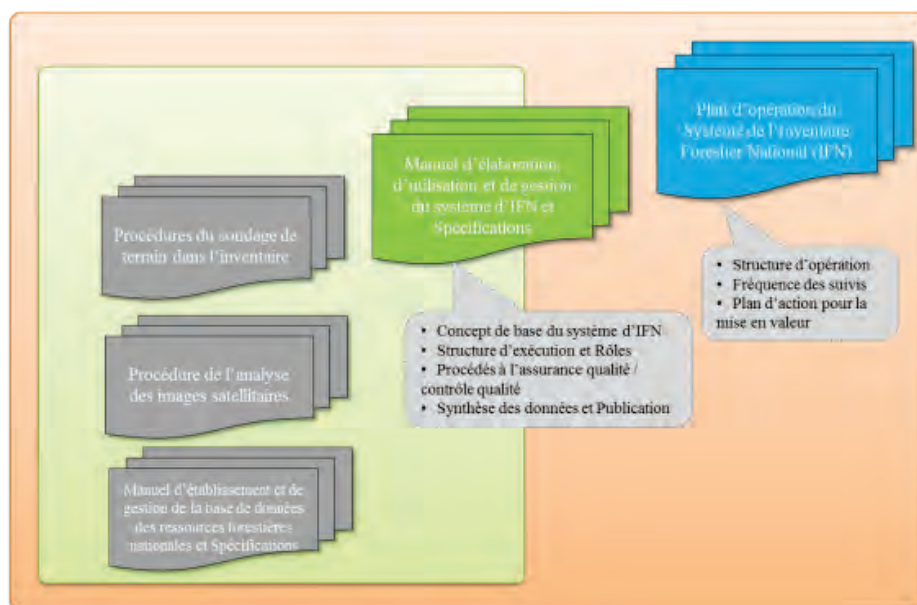 Plan d'opération du
Système de l'Inventaire
Forestier National (IFN)
Manuel d'élaboration,
d'utilisation et de gestion
du système d'IFN et
Spécifications
Procédures du sondage de
terrain dans l'inventaire
• Structure d'opération
• Fréquence des suivis
• Plan d'action pour la
mise en valeur
• Concept de base du système d'IFN
• Structure d'exécution et Rôles
• Procédés à l'assurance qualité /
contrôle qualité
• Synthèse des données et Publication
Procédure de l'analyse
des images satellitaires
Manuel d'établissement et de
gestion de la base de données
des ressources forestières
nationales et Spécifications